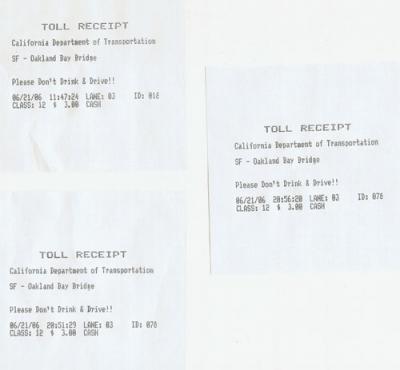 TOLL RECEIPT
California Department of Transportation
SF - Oakland Bay Bridge
Please Don't Drink & Drive!!
06/21/06 11:47:24 LANE: 03 ID: 016
CLASS: 12 $ 3.00 CASH
TOLL RECEIPT
California Department of Transportation
SF - Oakland Bay Bridge
Please Don't Drink & Drive!!
06/21/06 20:51:29 LANE: 03 ID: 076
CLASS: 12 $ 3.00 CASH
TOLL RECEIPT
California Department of Transportation
SF - Oakland Bay Bridge
Please Don't Drink & Drive!!
06/21/06 20:56:20 LANE: 03 ID: 076
CLASS: 12 $ 3.00 CASH